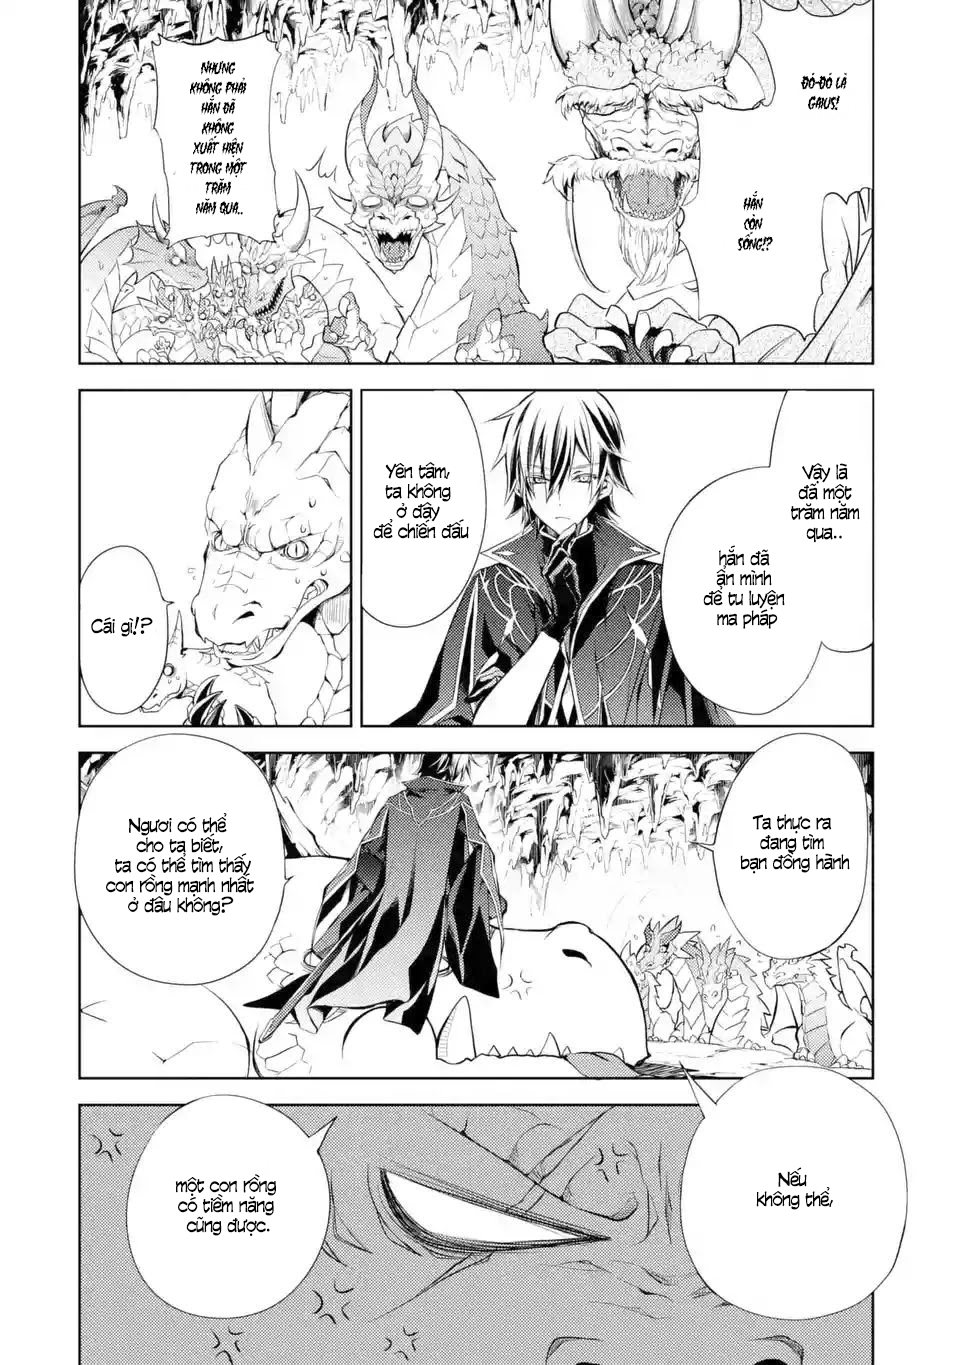 Đó-đó là
Gaius!
Hắn
còn
sống!?
Nhưng
không phải
hắn đã
không
xuất hiện
trong một
trăm
năm qua..
Vậy là
đã một
trăm năm
qua..
hắn đã
ẩn mình
để tu luyện
ma pháp
Yên tâm,
ta không
ở đây
để chiến đấu
Cái gì!?
Ta thực ra
đang tìm
bạn đồng hành
Ngươi có thể
cho ta biết,
ta có thể tìm thấy
con rồng mạnh nhất
ở đâu không?
Nếu
không thể,
một con rồng
có tiềm năng
cũng được.